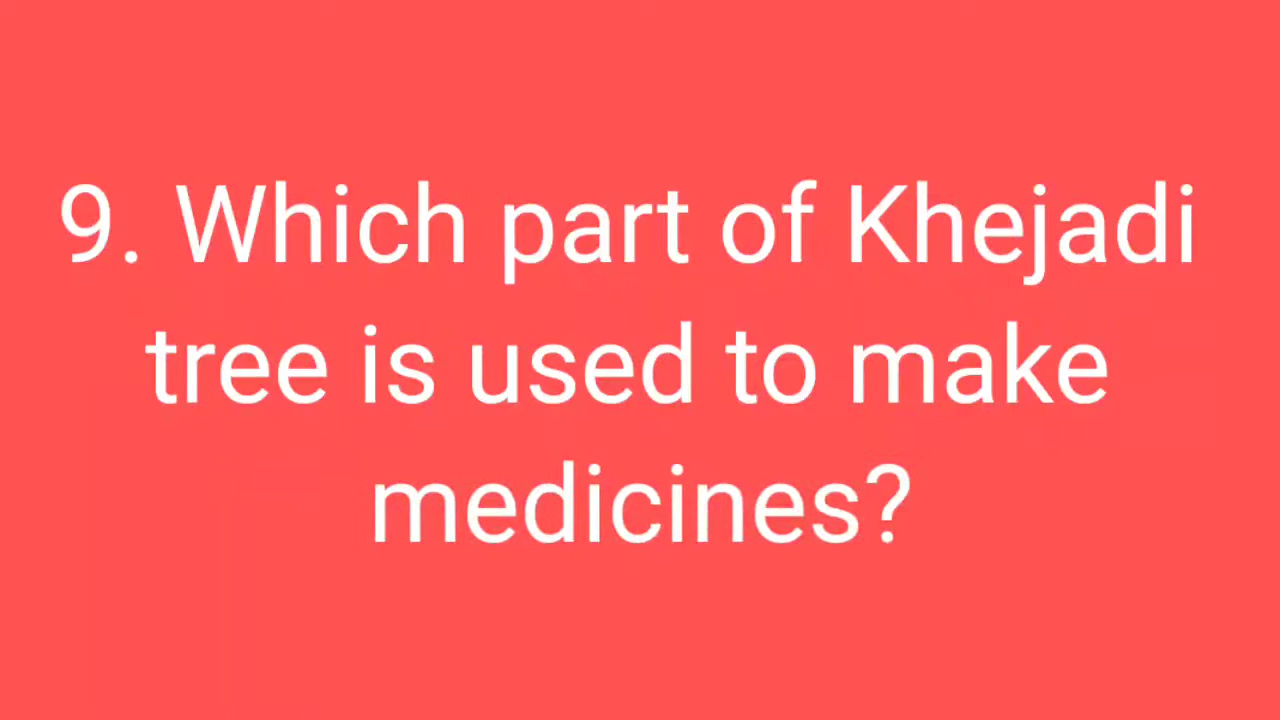 9. Which part of Khejadi
tree is used to make
medicines?